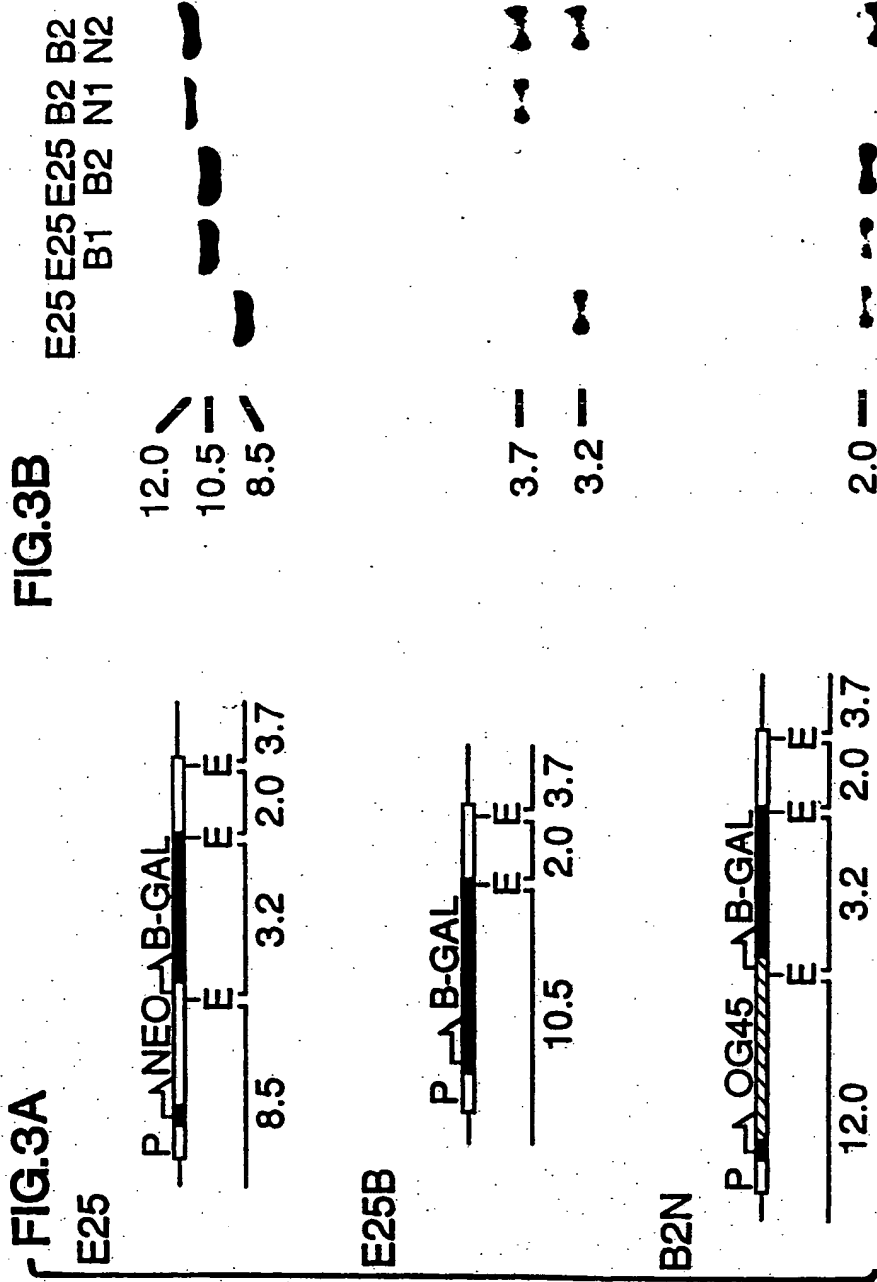 FIG.3A
E25
P NEO B-GAL
E E
8.5 3.2 2.0 3.7
E25B
P B-GAL
E E
10.5 2.0 3.7
B2N
P OG45 B-GAL
E E E
12.0 3.2 2.0 3.7
FIG.3B
E25 E25 E25 B2 B2
B1 B2 N1 N2
12.0
10.5
8.5
3.7
3.2
2.0